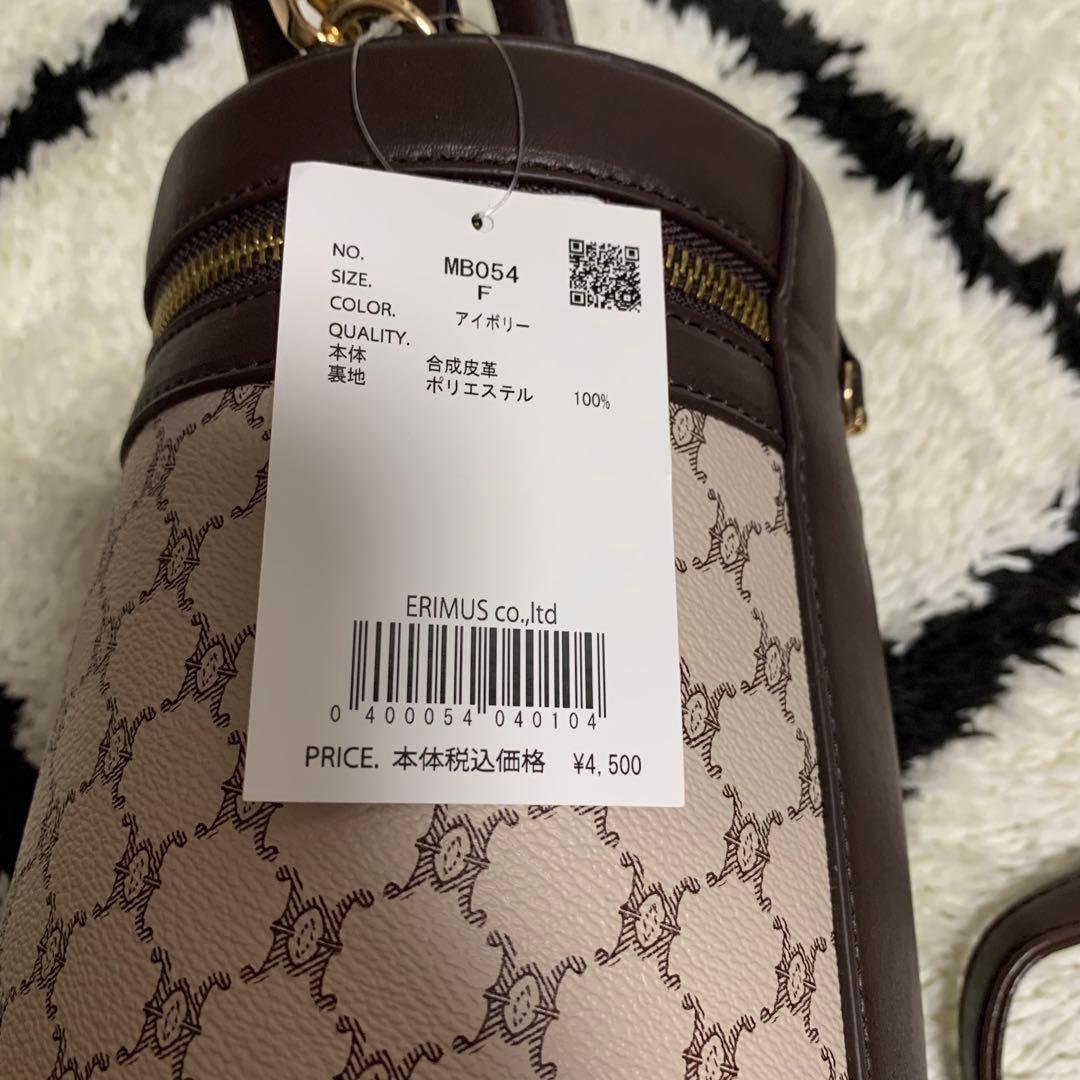 NO. MB054
SIZE. F
COLOR. アイボリー
QUALITY.
本体 合成皮革
裏地 ポリエステル 100%
ERIMUS co.,ltd
0 400054 040104
PRICE. 本体税込価格 ¥4,500